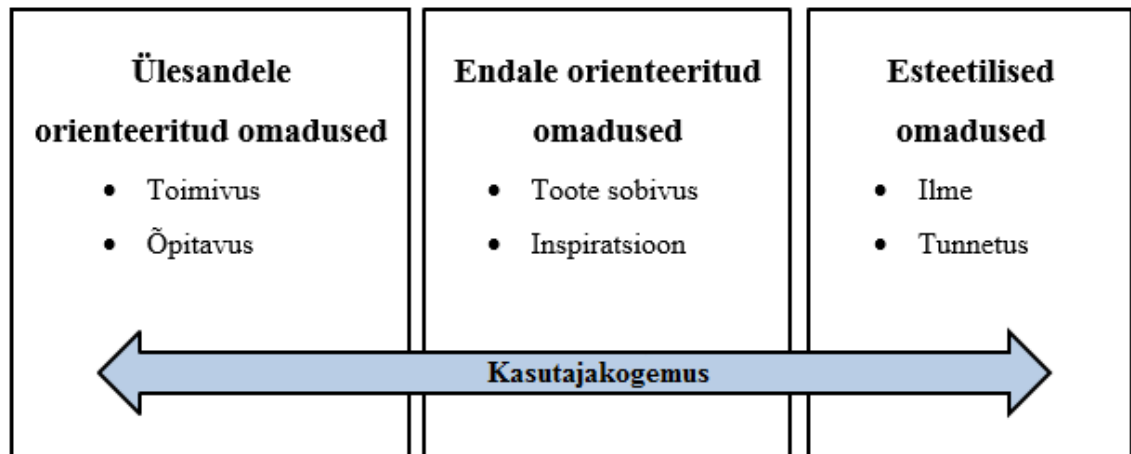 Ülesandele
orienteeritud omadused
• Toimivus
• Õpitavus
Endale orienteeritud
omadused
• Toote sobivus
• Inspiratsioon
Esteetilised
omadused
• Ilme
• Tunnetus
Kasutajakogemus